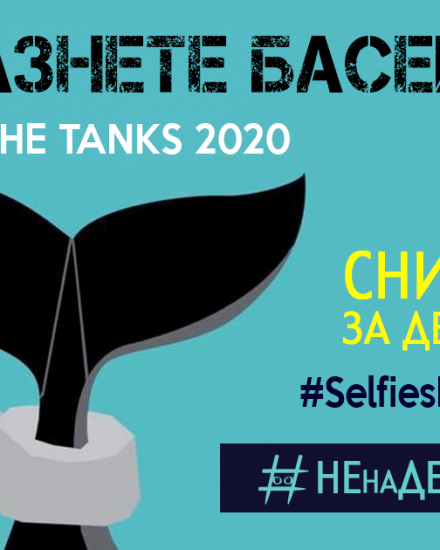 АЗНЕТЕ БАСЕ
HE TANKS 2020
СНИ
ЗА ДЕ
#Selfies
#НЕнаДЕ